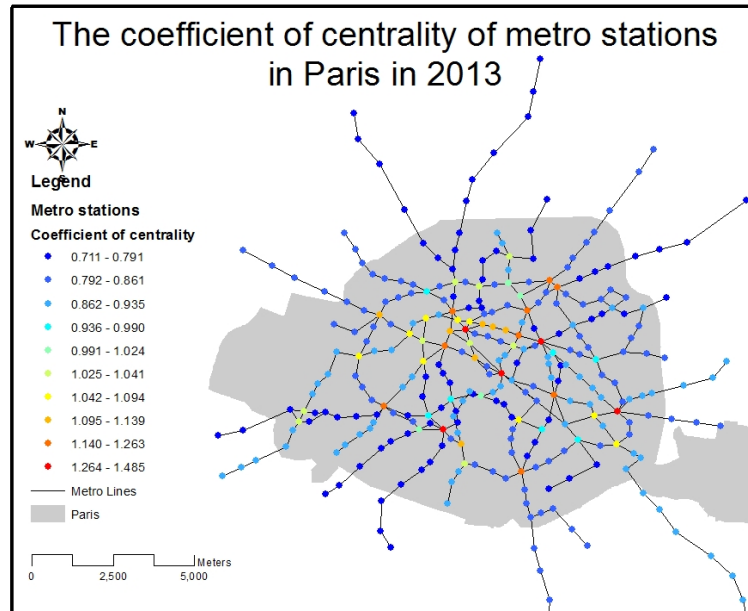 The coefficient of centrality of metro stations
in Paris in 2013
N
W E
S
Legend
Metro stations
Coefficient of centrality
0.711 - 0.791
0.792 - 0.861
0.862 - 0.935
0.936 - 0.990
0.991 - 1.024
1.025 - 1.041
1.042 - 1.094
1.095 - 1.139
1.140 - 1.263
1.264 - 1.485
Metro Lines
Paris
Meters
0 2,500 5,000